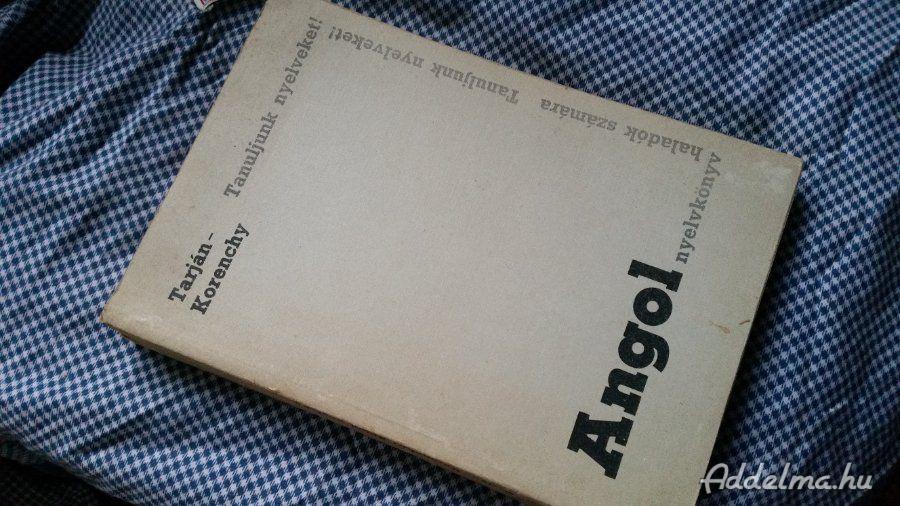 Tarján-
Korenchy
Tanuljunk nyelveket!
Tanuljunk nyelveket!
Angol
nyelvkönyv
haladók számára
Addelma.hu